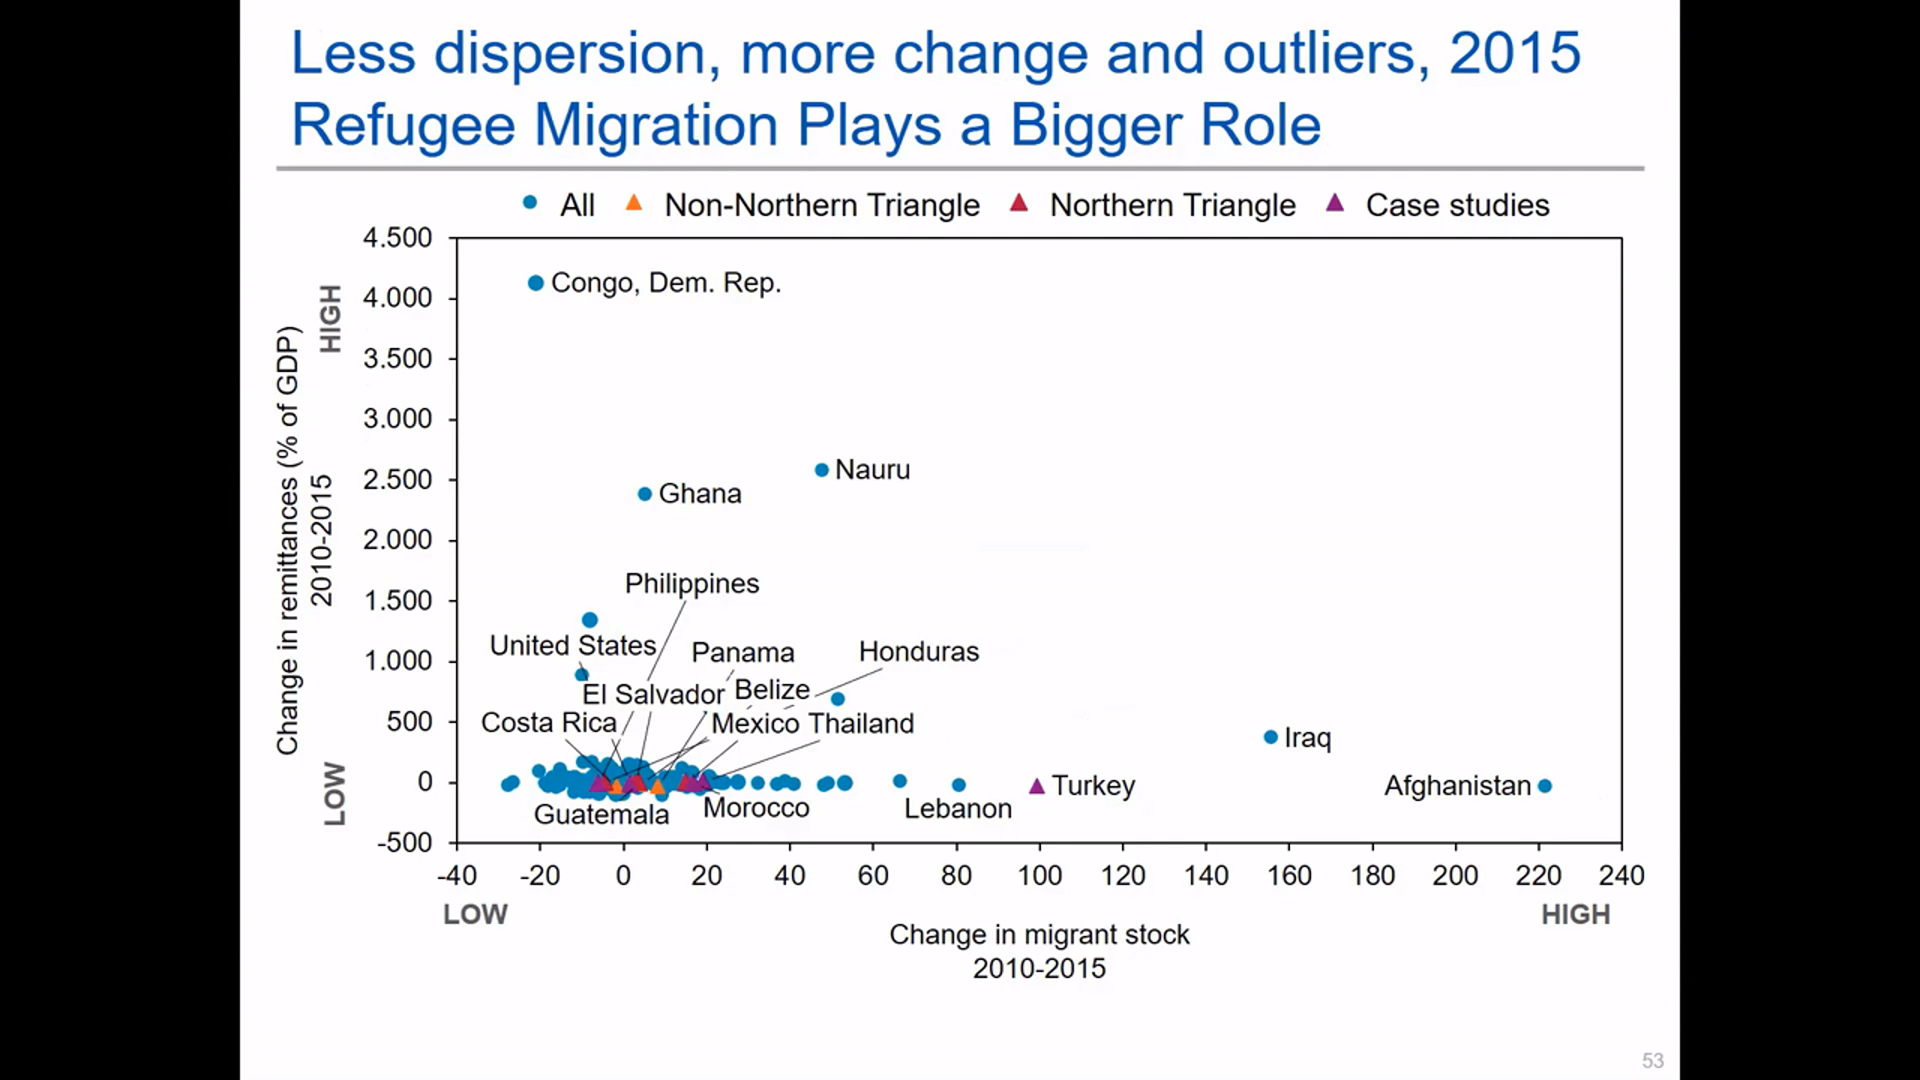 Less dispersion, more change and outliers, 2015
Refugee Migration Plays a Bigger Role
All Non-Northern Triangle Northern Triangle Case studies
4.500
4.000
3.500
3.000
2.500
2.000
1.500
1.000
500
0
-500
HIGH
LOW
Change in remittances (% of GDP)
2010-2015
Congo, Dem. Rep.
Nauru
Ghana
Philippines
United States
Panama
Honduras
El Salvador
Belize
Costa Rica
Mexico
Thailand
Iraq
Turkey
Afghanistan
Guatemala
Morocco
Lebanon
-40 -20 0 20 40 60 80 100 120 140 160 180 200 220 240
LOW
HIGH
Change in migrant stock
2010-2015
53